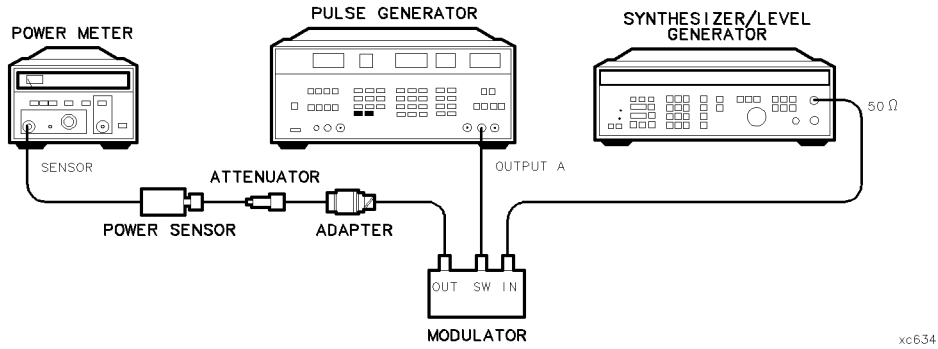 POWER METER
PULSE GENERATOR
SYNTHESIZER/LEVEL
GENERATOR
SENSOR
OUTPUT A
50 Ω
ATTENUATOR
POWER SENSOR
ADAPTER
OUT SW IN
MODULATOR
xc634